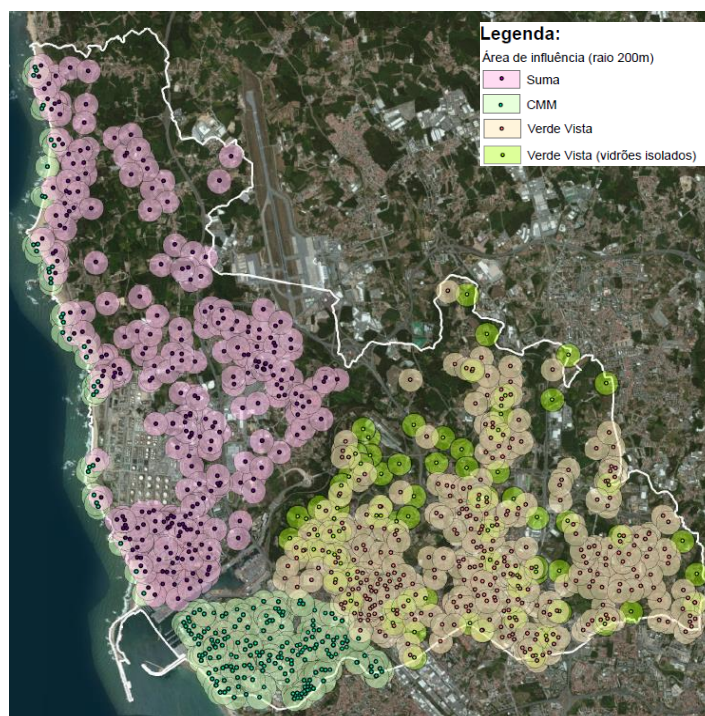 Legenda:
Área de influência (raio 200m)
Suma
CMM
Verde Vista
Verde Vista (vidrões isolados)